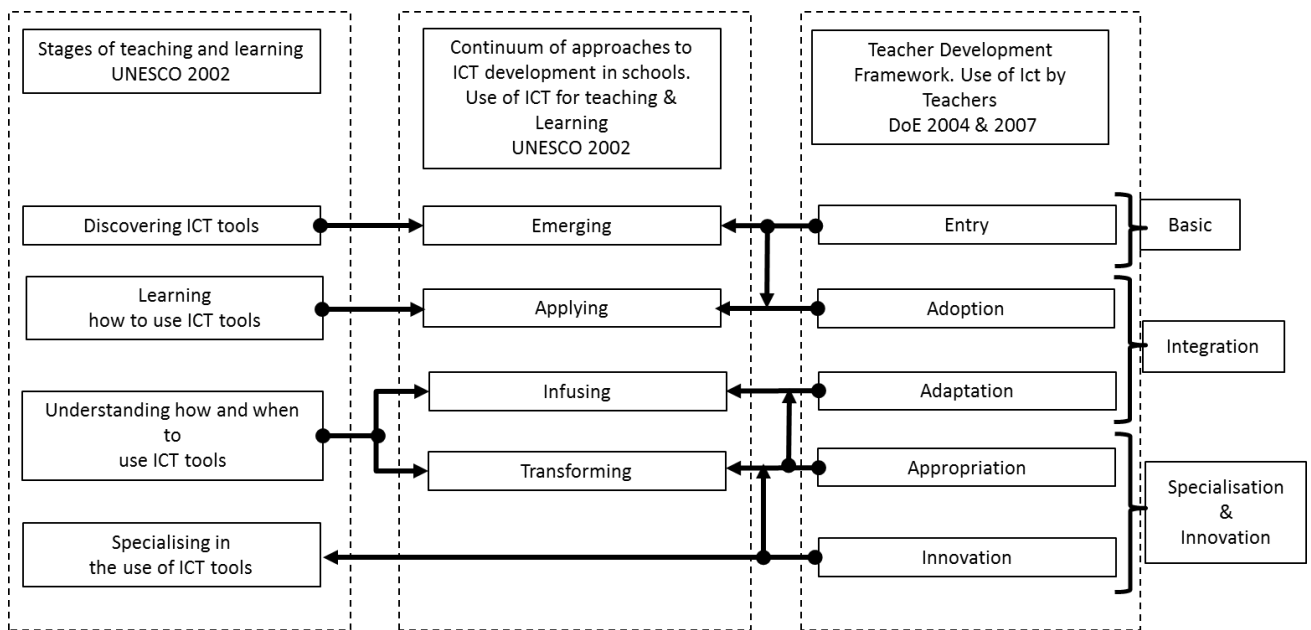 Stages of teaching and learning
UNESCO 2002
Continuum of approaches to
ICT development in schools.
Use of ICT for teaching &
Learning
UNESCO 2002
Teacher Development
Framework. Use of Ict by
Teachers
DoE 2004 & 2007
Discovering ICT tools
Emerging
Entry
Basic
Learning
how to use ICT tools
Applying
Adoption
Integration
Understanding how and when
to
use ICT tools
Infusing
Adaptation
Transforming
Appropriation
Specialisation
&
Innovation
Specialising in
the use of ICT tools
Innovation